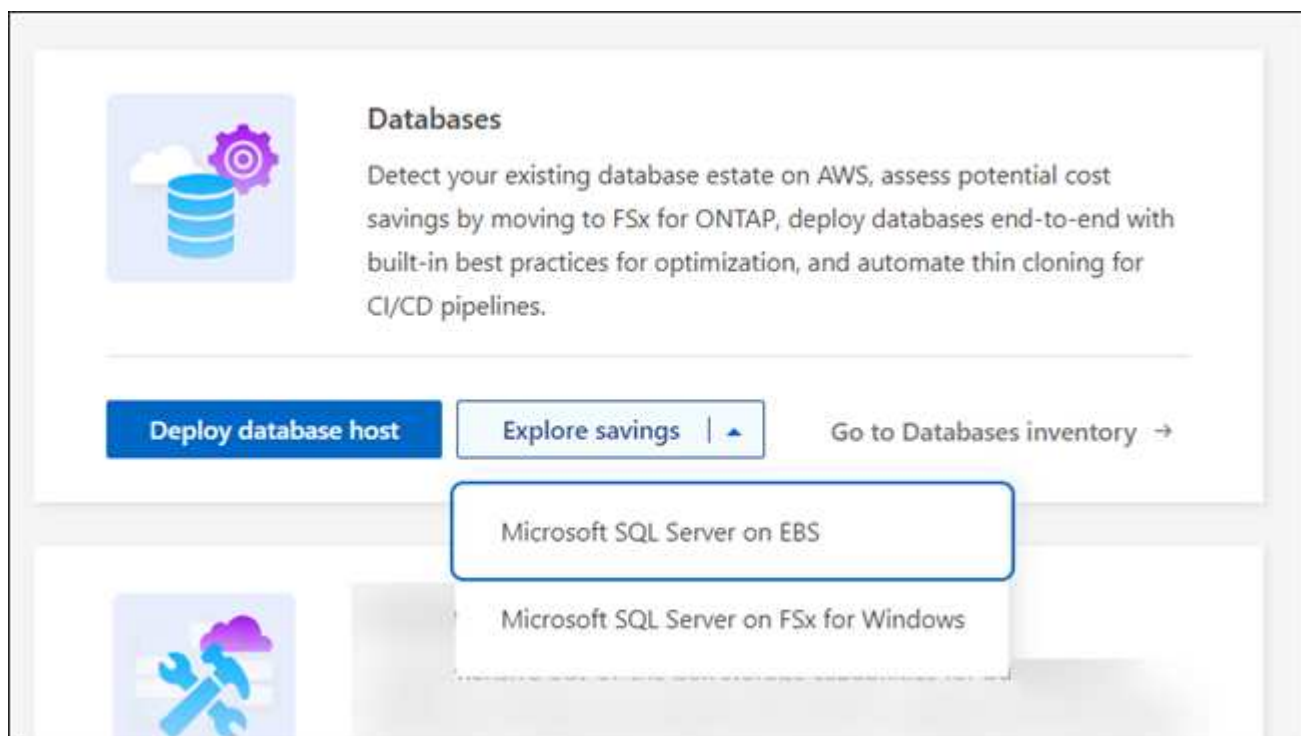 Databases
Detect your existing database estate on AWS, assess potential cost
savings by moving to FSx for ONTAP, deploy databases end-to-end with
built-in best practices for optimization, and automate thin cloning for
CI/CD pipelines.
Deploy database host
Explore savings
Go to Databases inventory →
Microsoft SQL Server on EBS
Microsoft SQL Server on FSx for Windows